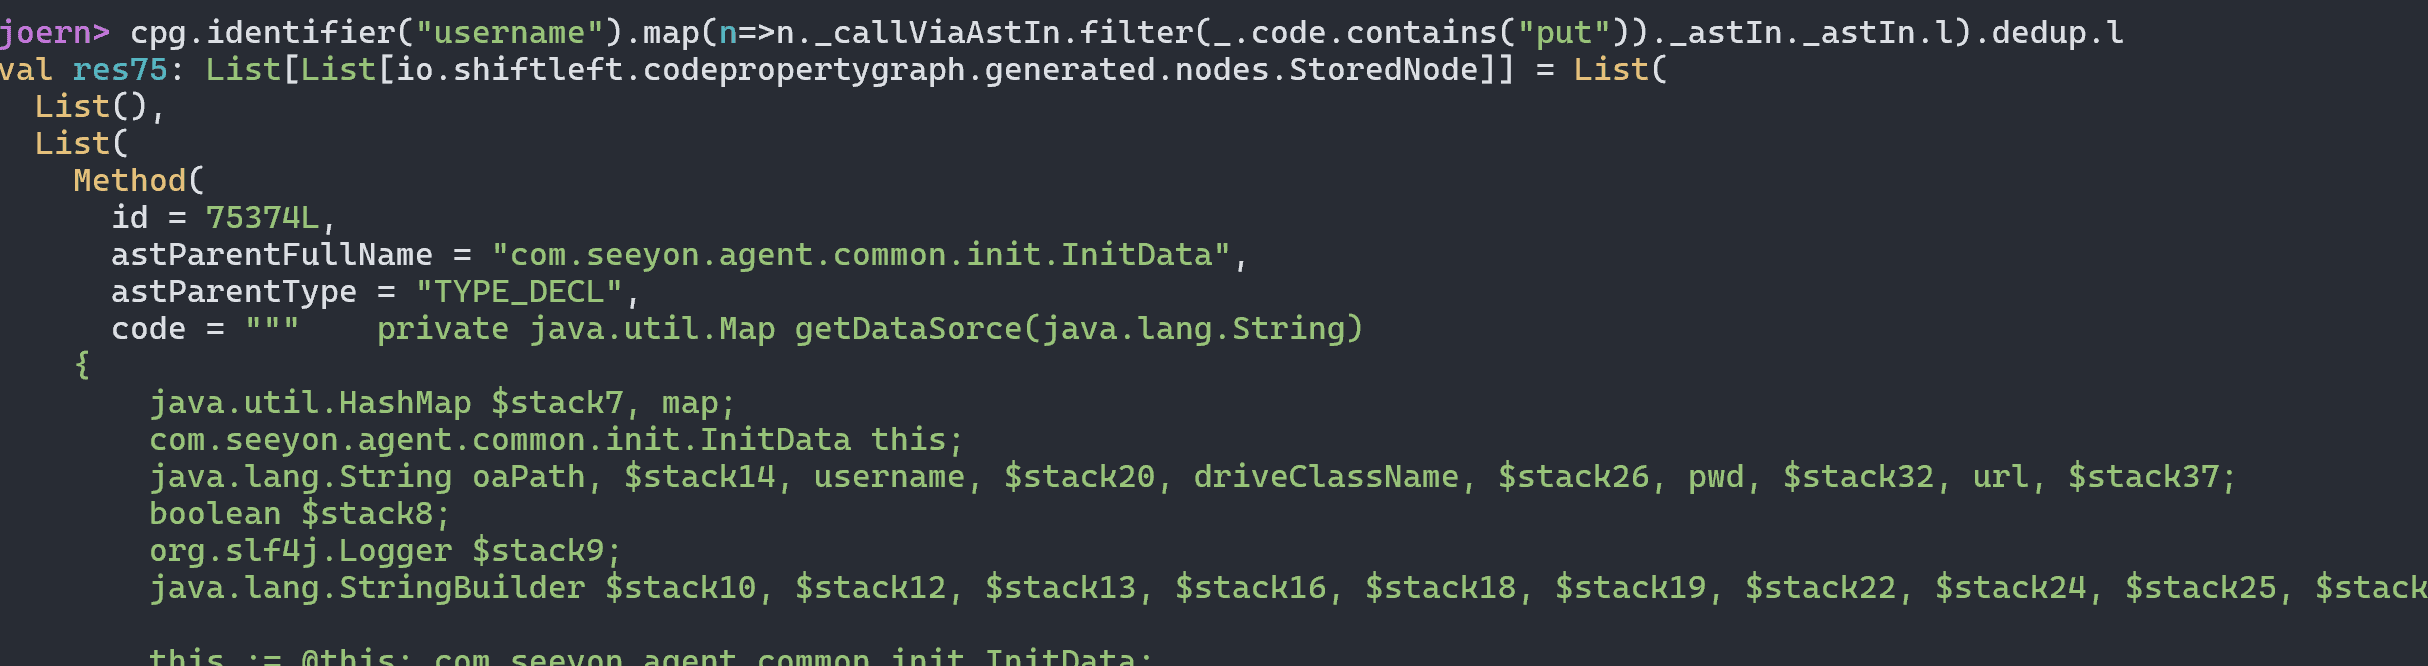 joern> cpg.identifier("username").map(n=>n._callViaAstIn.filter(_.code.contains("put"))._astIn._astIn.l).dedup.l
val res75: List[List[io.shiftleft.codepropertygraph.generated.nodes.StoredNode]] = List(
  List(),
  List(
    Method(
      id = 75374L,
      astParentFullName = "com.seeyon.agent.common.init.InitData",
      astParentType = "TYPE_DECL",
      code = """    private java.util.Map getDataSorce(java.lang.String)
    {
        java.util.HashMap $stack7, map;
        com.seeyon.agent.common.init.InitData this;
        java.lang.String oaPath, $stack14, username, $stack20, driveClassName, $stack26, pwd, $stack32, url, $stack37;
        boolean $stack8;
        org.slf4j.Logger $stack9;
        java.lang.StringBuilder $stack10, $stack12, $stack13, $stack16, $stack18, $stack19, $stack22, $stack24, $stack25, $stack
        this := @this: com.seeyon.agent.common.init.InitData;